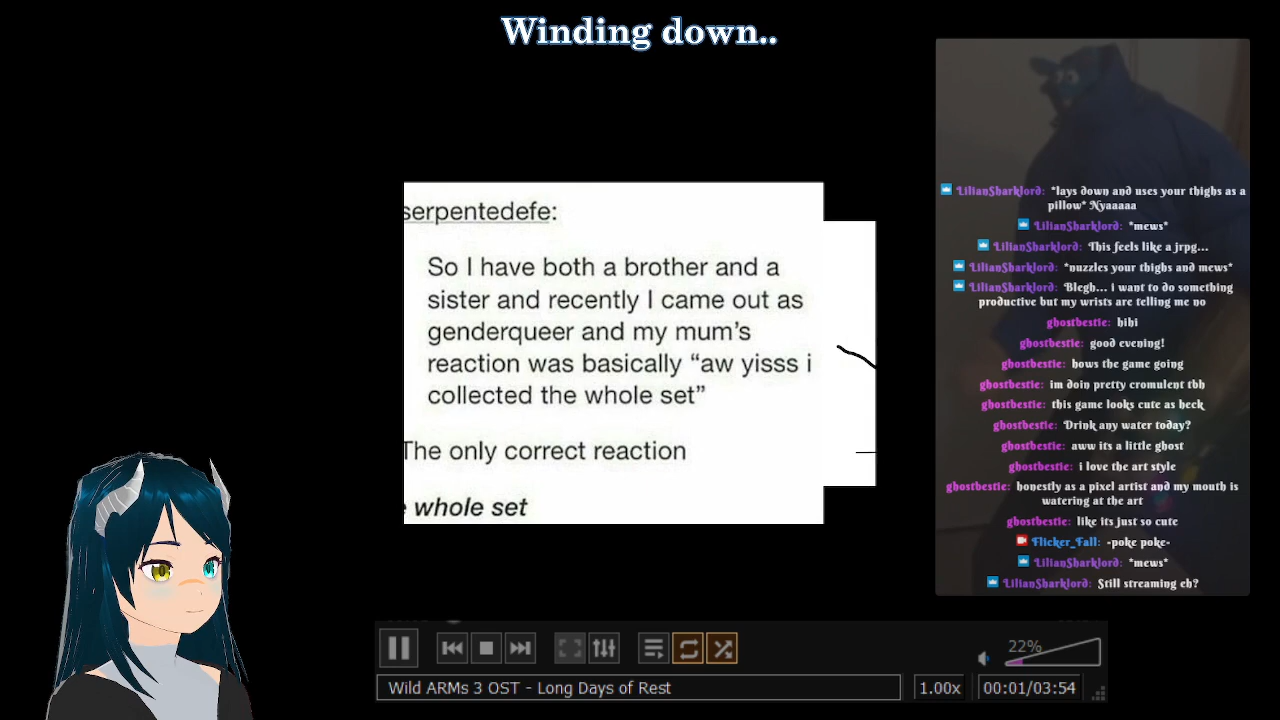 Winding down..
serpentedefe:
So I have both a brother and a
sister and recently I came out as
genderqueer and my mum’s
reaction was basically “aw yisss i
collected the whole set”
The only correct reaction
whole set
LilianSharklord: *lays down and uses your thighs as a
pillow* Nyaaaaa
LilianSharklord: *mews*
LilianSharklord: This feels like a jrpg...
LilianSharklord: *nuzzles your thighs and mews*
LilianSharklord: Blegh... i want to do something
productive but my wrists are telling me no
ghostbestie: hihi
ghostbestie: good evening!
ghostbestie: hows the game going
ghostbestie: im doin pretty cromulent tbh
ghostbestie: this game looks cute as heck
ghostbestie: Drink any water today?
ghostbestie: aww its a little ghost
ghostbestie: i love the art style
ghostbestie: honestly as a pixel artist and my mouth is
watering at the art
ghostbestie: like its just so cute
Flicker_Fall: -poke poke-
LilianSharklord: *mews*
LilianSharklord: Still streaming eh?
22%
Wild ARMs 3 OST - Long Days of Rest
1.00x
00:01/03:54